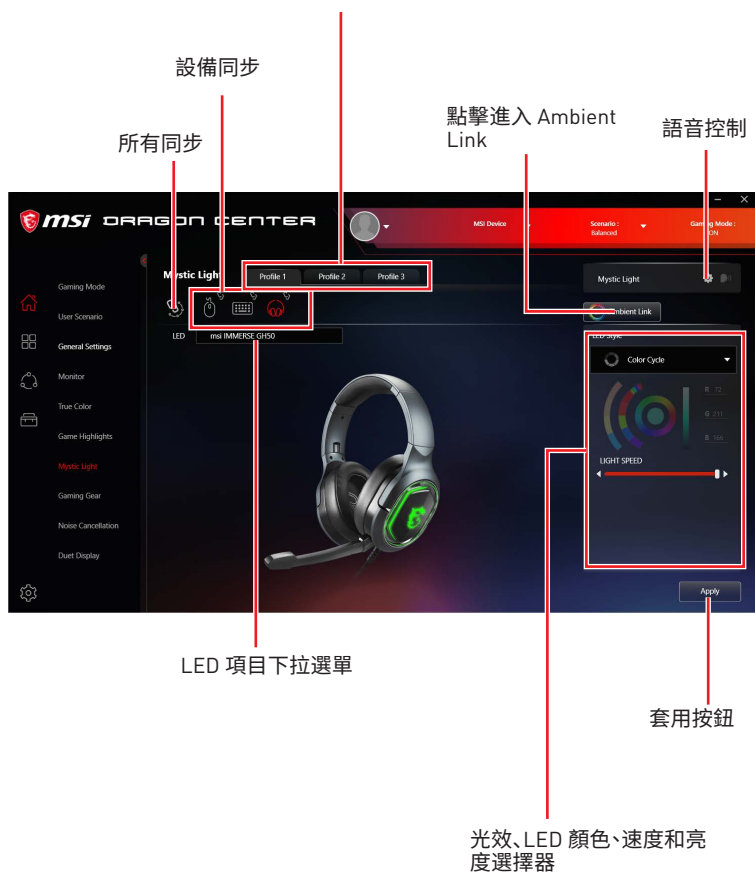 設備同步
所有同步
點擊進入 Ambient
Link
語音控制
msi DRAGON CENTER
MSI Device
Scenario :
Balanced
Gaming Mode :
ON
Gaming Mode
User Scenario
General Settings
Monitor
True Color
Game Highlights
Mystic Light
Gaming Gear
Noise Cancellation
Duet Display
Mystic Light
Profile 1
Profile 2
Profile 3
LED
msi IMMERSE GH50
Mystic Light
Ambient Link
LED Style
Color Cycle
R 72
G 211
B 166
LIGHT SPEED
Apply
LED 項目下拉選單
套用按鈕
光效、LED 顏色、速度和亮
度選擇器